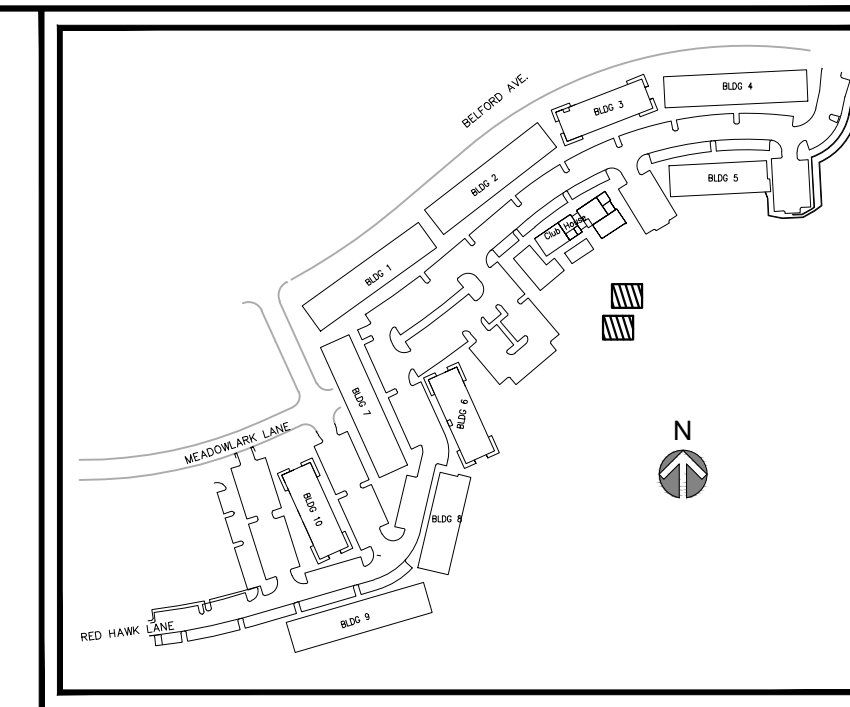 BELFORD AVE.
BLDG 4
BLDG 3
BLDG 2
BLDG 5
Club House
BLDG 1
BLDG 7
BLDG 6
N
MEADOWLARK LANE
BLDG 10
BLDG 8
BLDG 9
RED HAWK LANE